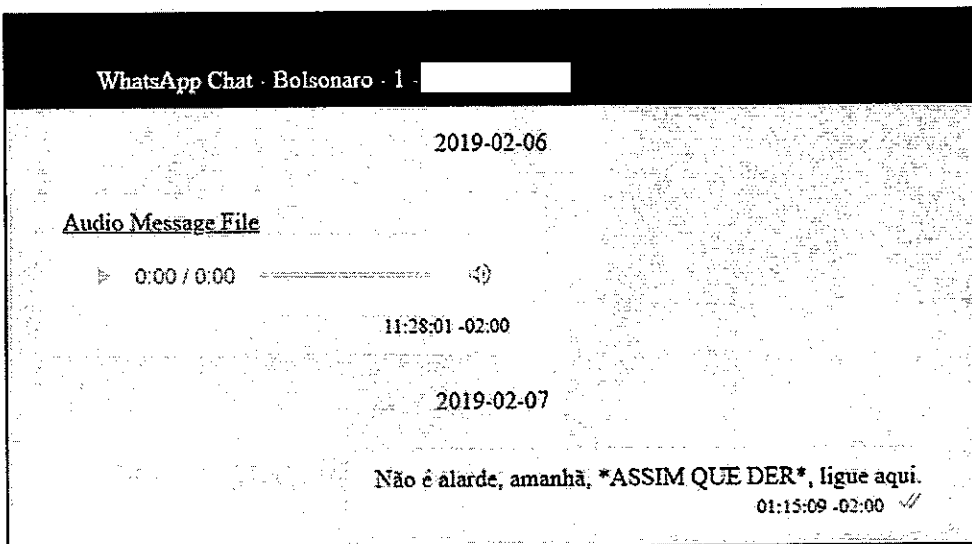 WhatsApp Chat - Bolsonaro - 1 -
2019-02-06
Audio Message File
0:00 / 0:00
11:28:01 -02:00
2019-02-07
Não é alarde, amanhã, *ASSIM QUE DER*, ligue aqui.
01:15:09 -02:00